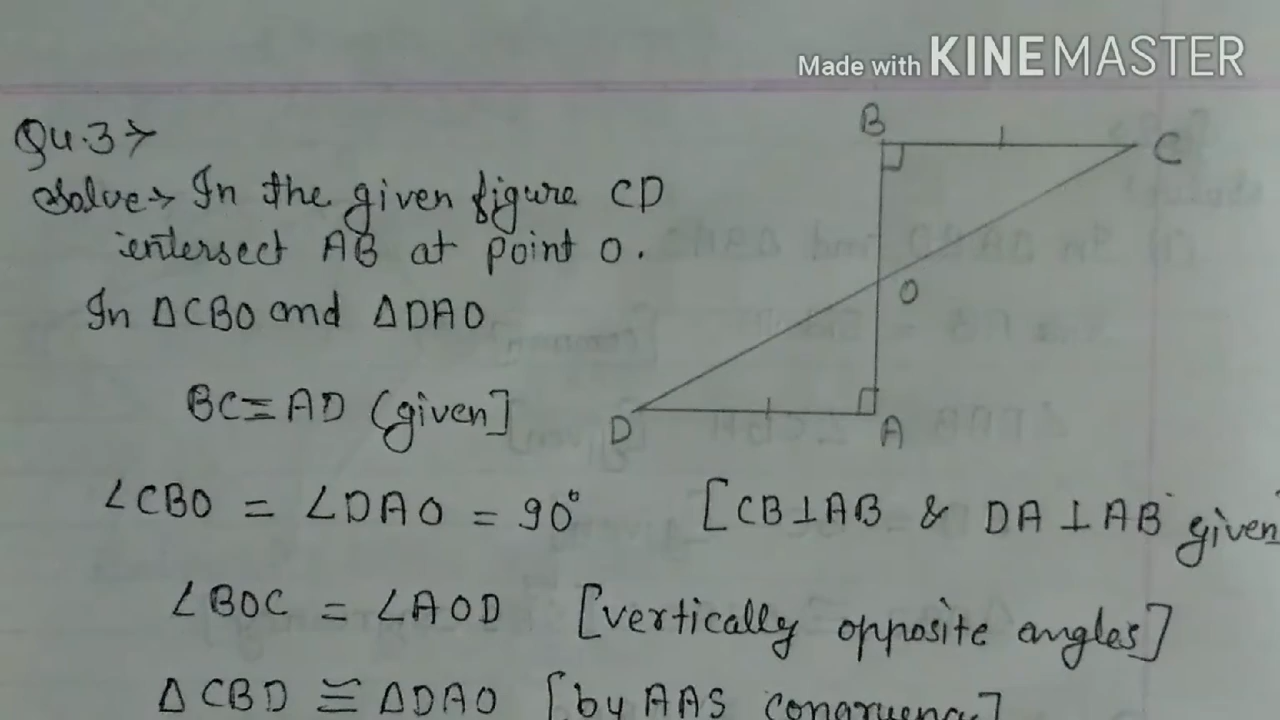 Made with KINEMASTER
Qu.3→
Solve→ In the given figure CD
intersect AB at point O.
In ΔCBO and ΔDAO
BC = AD (given]
∠CBO = ∠DAO = 90° [CB⊥AB & DA⊥AB given
∠BOC = ∠AOD [vertically opposite angles]
ΔCBD ≅ ΔDAO [by AAS congruency]
B
C
O
D
A